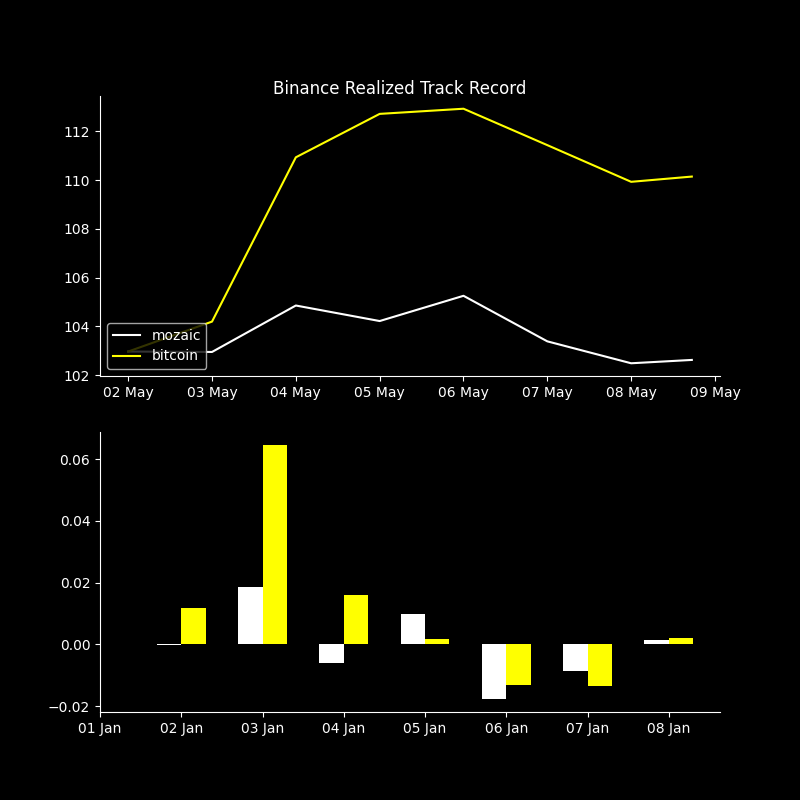 Binance Realized Track Record
112
110
108
106
104
102
mozaic
bitcoin
02 May 03 May 04 May 05 May 06 May 07 May 08 May 09 May
0.06
0.04
0.02
0.00
−0.02
01 Jan 02 Jan 03 Jan 04 Jan 05 Jan 06 Jan 07 Jan 08 Jan